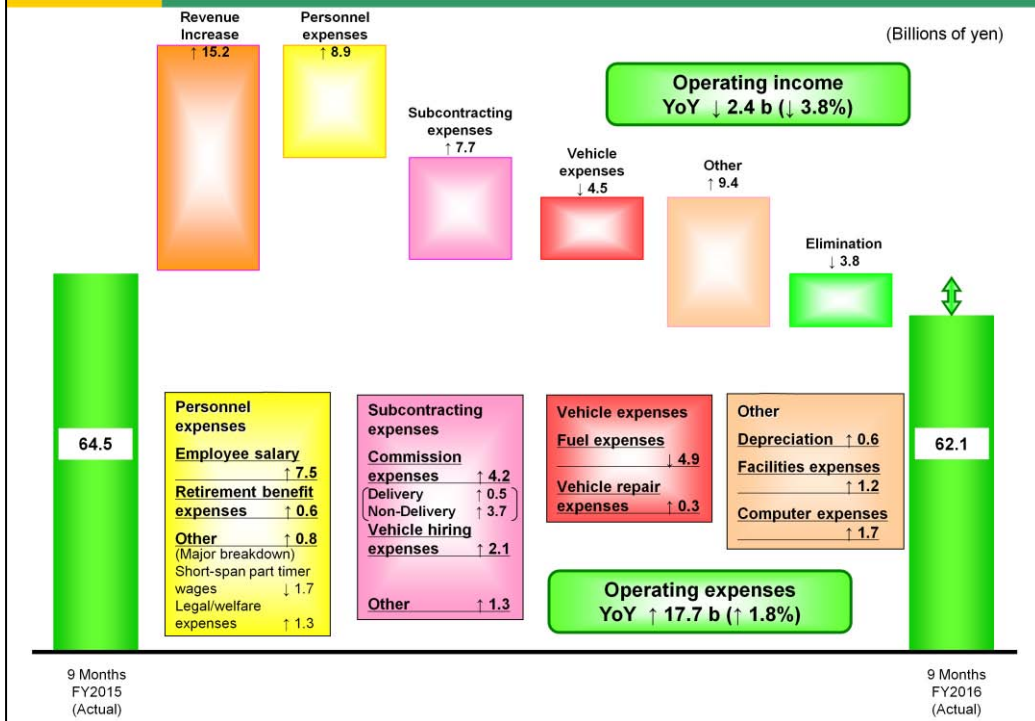 (Billions of yen)
Revenue
Increase
↑ 15.2
Personnel
expenses
↑ 8.9
Subcontracting
expenses
↑ 7.7
Vehicle
expenses
↓ 4.5
Other
↑ 9.4
Elimination
↓ 3.8
Operating income
YoY ↓ 2.4 b (↓ 3.8%)
64.5
62.1
Personnel
expenses
Employee salary
↑ 7.5
Retirement benefit
expenses ↑ 0.6
Other ↑ 0.8
(Major breakdown)
Short-span part timer
wages ↓ 1.7
Legal/welfare
expenses ↑ 1.3
Subcontracting
expenses
Commission
expenses ↑ 4.2
Delivery ↑ 0.5
Non-Delivery ↑ 3.7
Vehicle hiring
expenses ↑ 2.1
Other ↑ 1.3
Vehicle expenses
Fuel expenses
↓ 4.9
Vehicle repair
expenses ↑ 0.3
Other
Depreciation ↑ 0.6
Facilities expenses
↑ 1.2
Computer expenses
↑ 1.7
Operating expenses
YoY ↑ 17.7 b (↑ 1.8%)
9 Months
FY2015
(Actual)
9 Months
FY2016
(Actual)